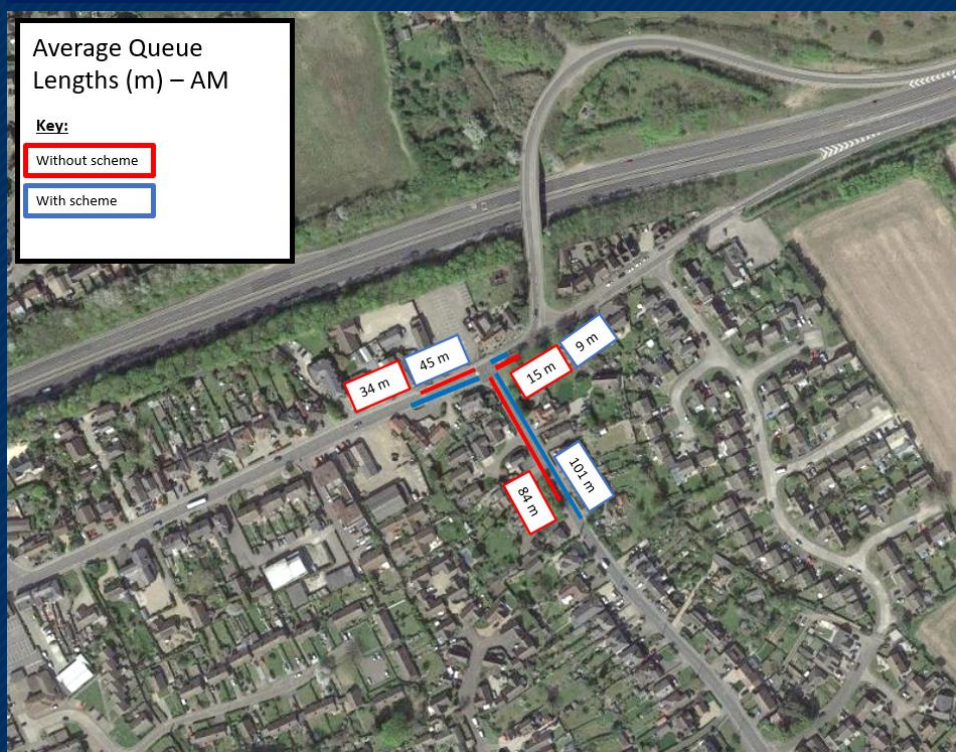 Average Queue
Lengths (m) – AM
Key:
Without scheme
With scheme
34 m
45 m
15 m
9 m
84 m
101 m